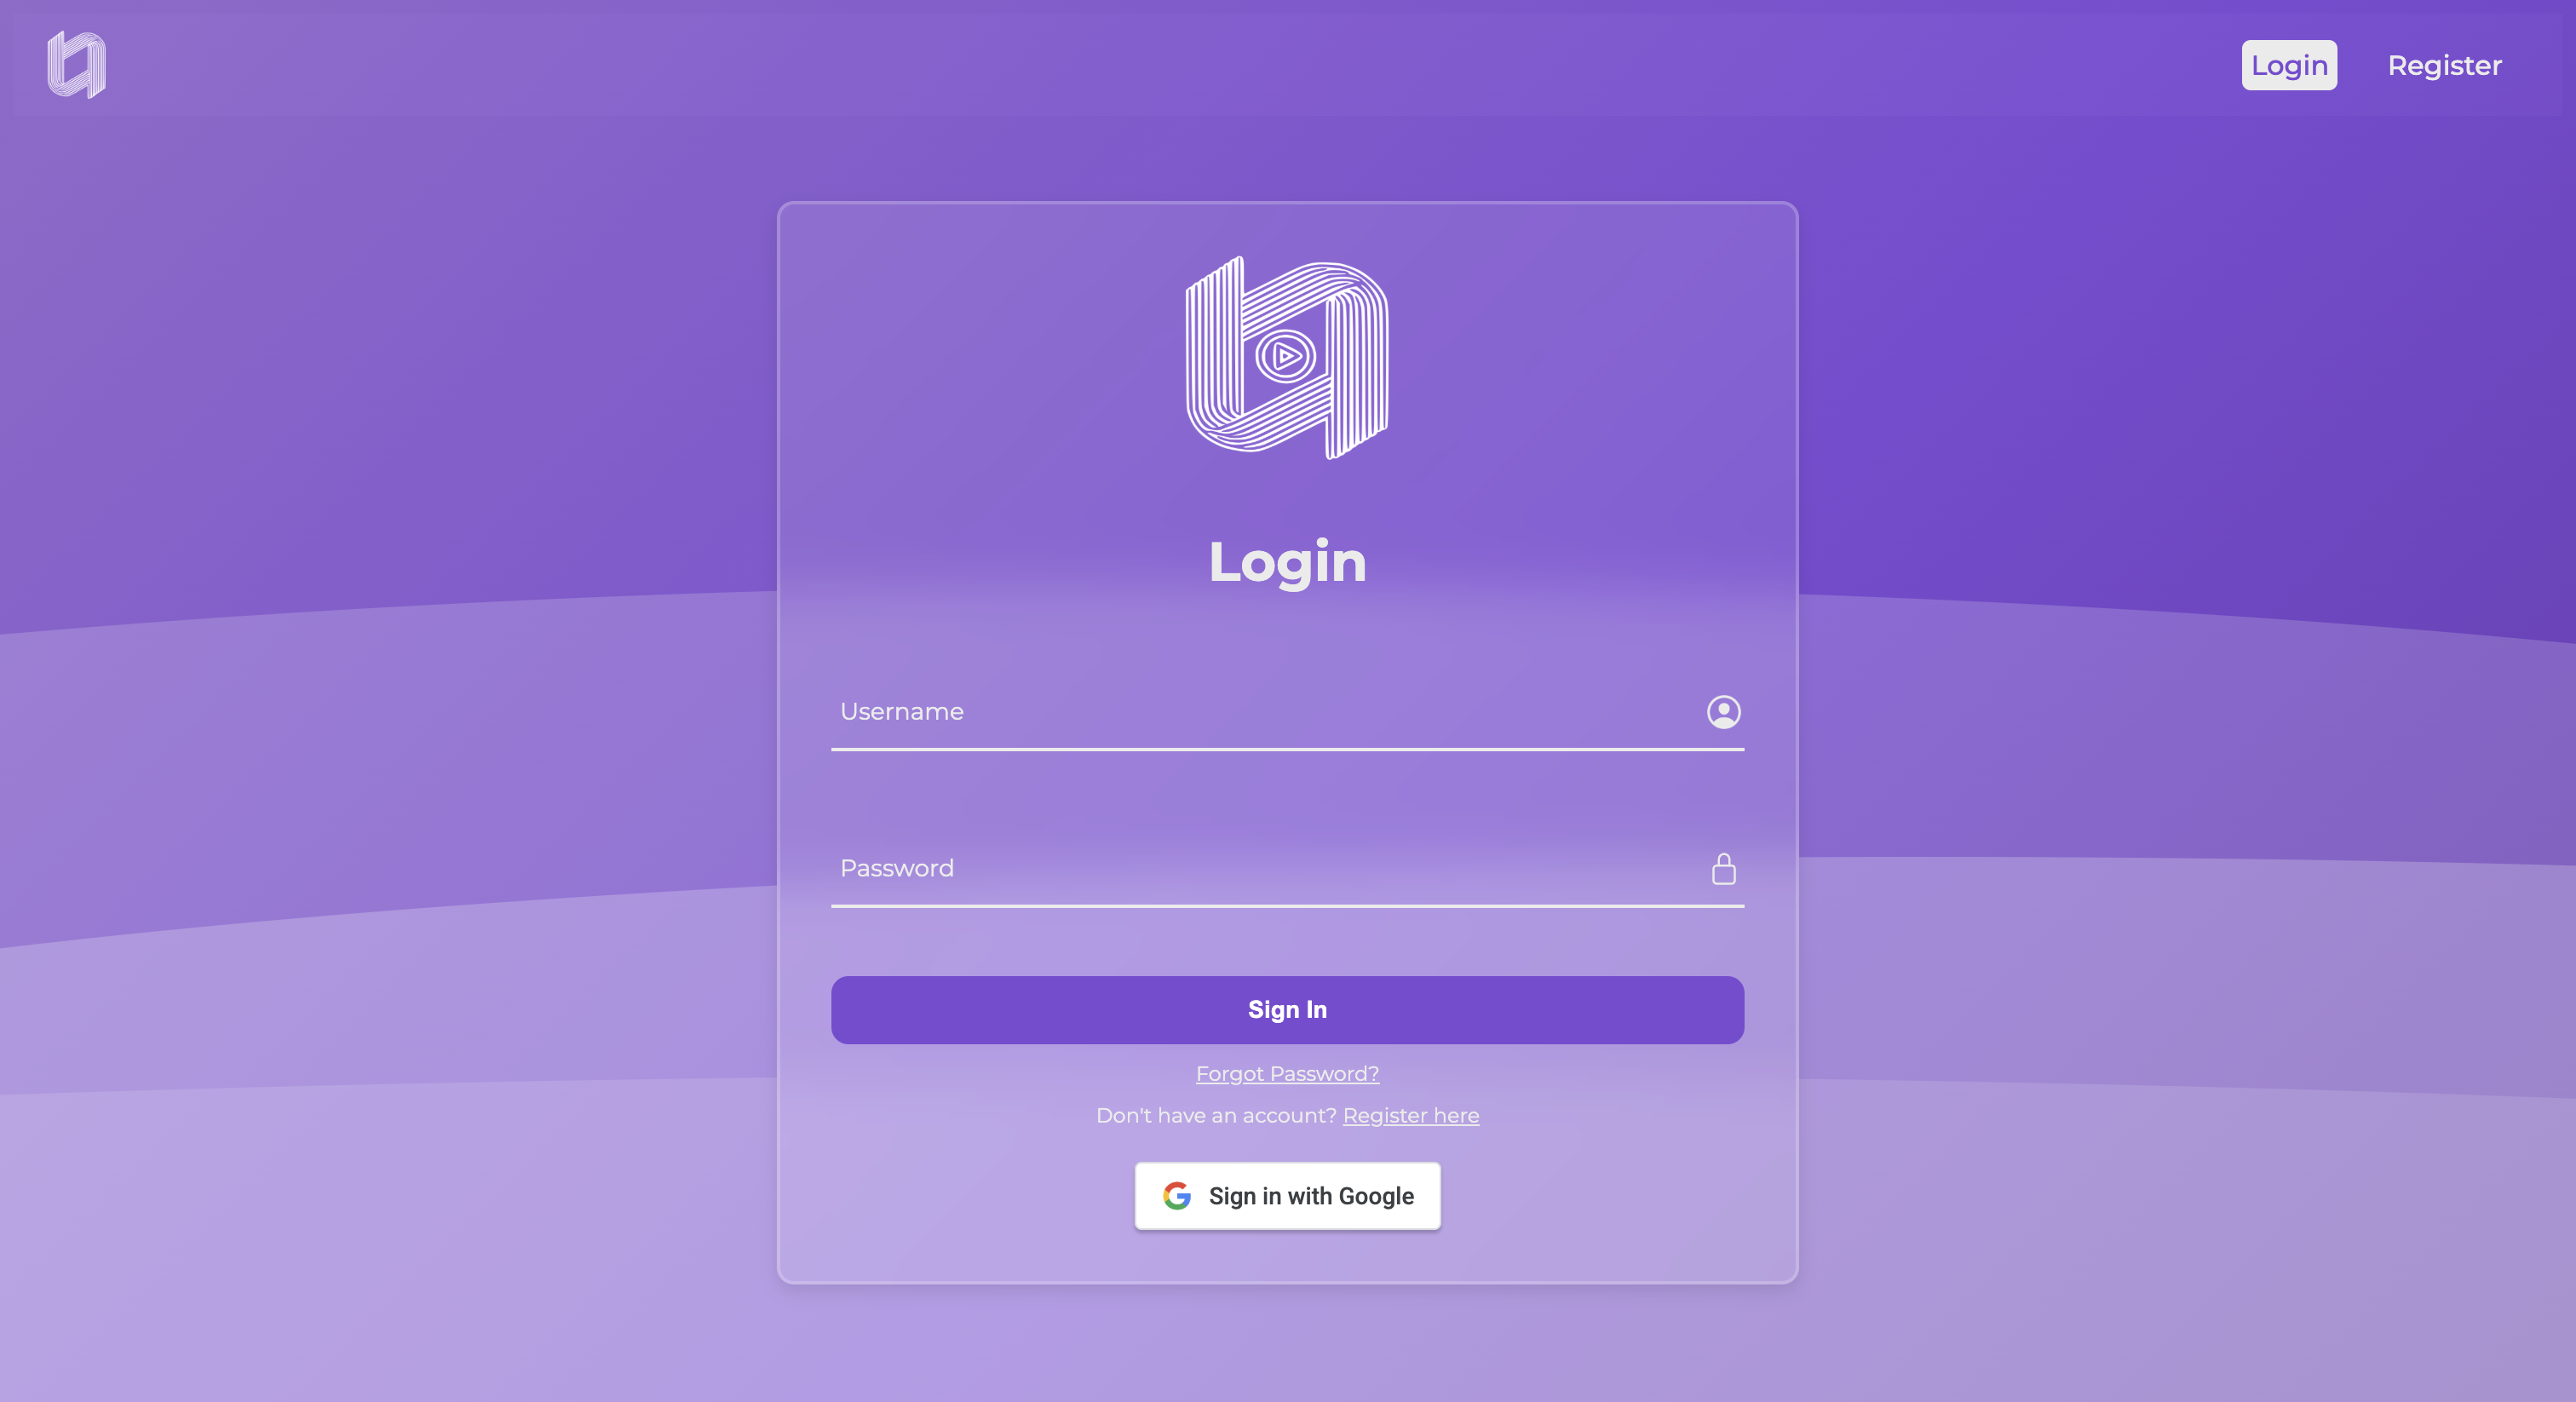 Login
Register
Login
Username
Password
Sign In
Forgot Password?
Don't have an account? Register here
Sign in with Google